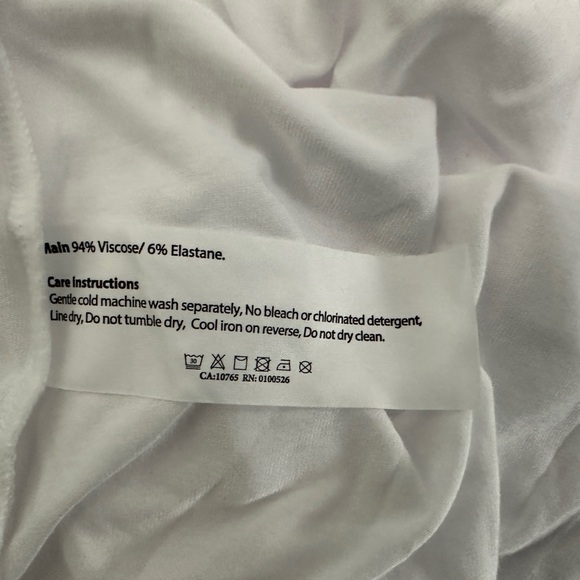 Main 94% Viscose/ 6% Elastane.
Care Instructions
Gentle cold machine wash separately, No bleach or chlorinated detergent,
Line dry, Do not tumble dry, Cool iron on reverse, Do not dry clean.
30
CA:10765 RN: 0100526